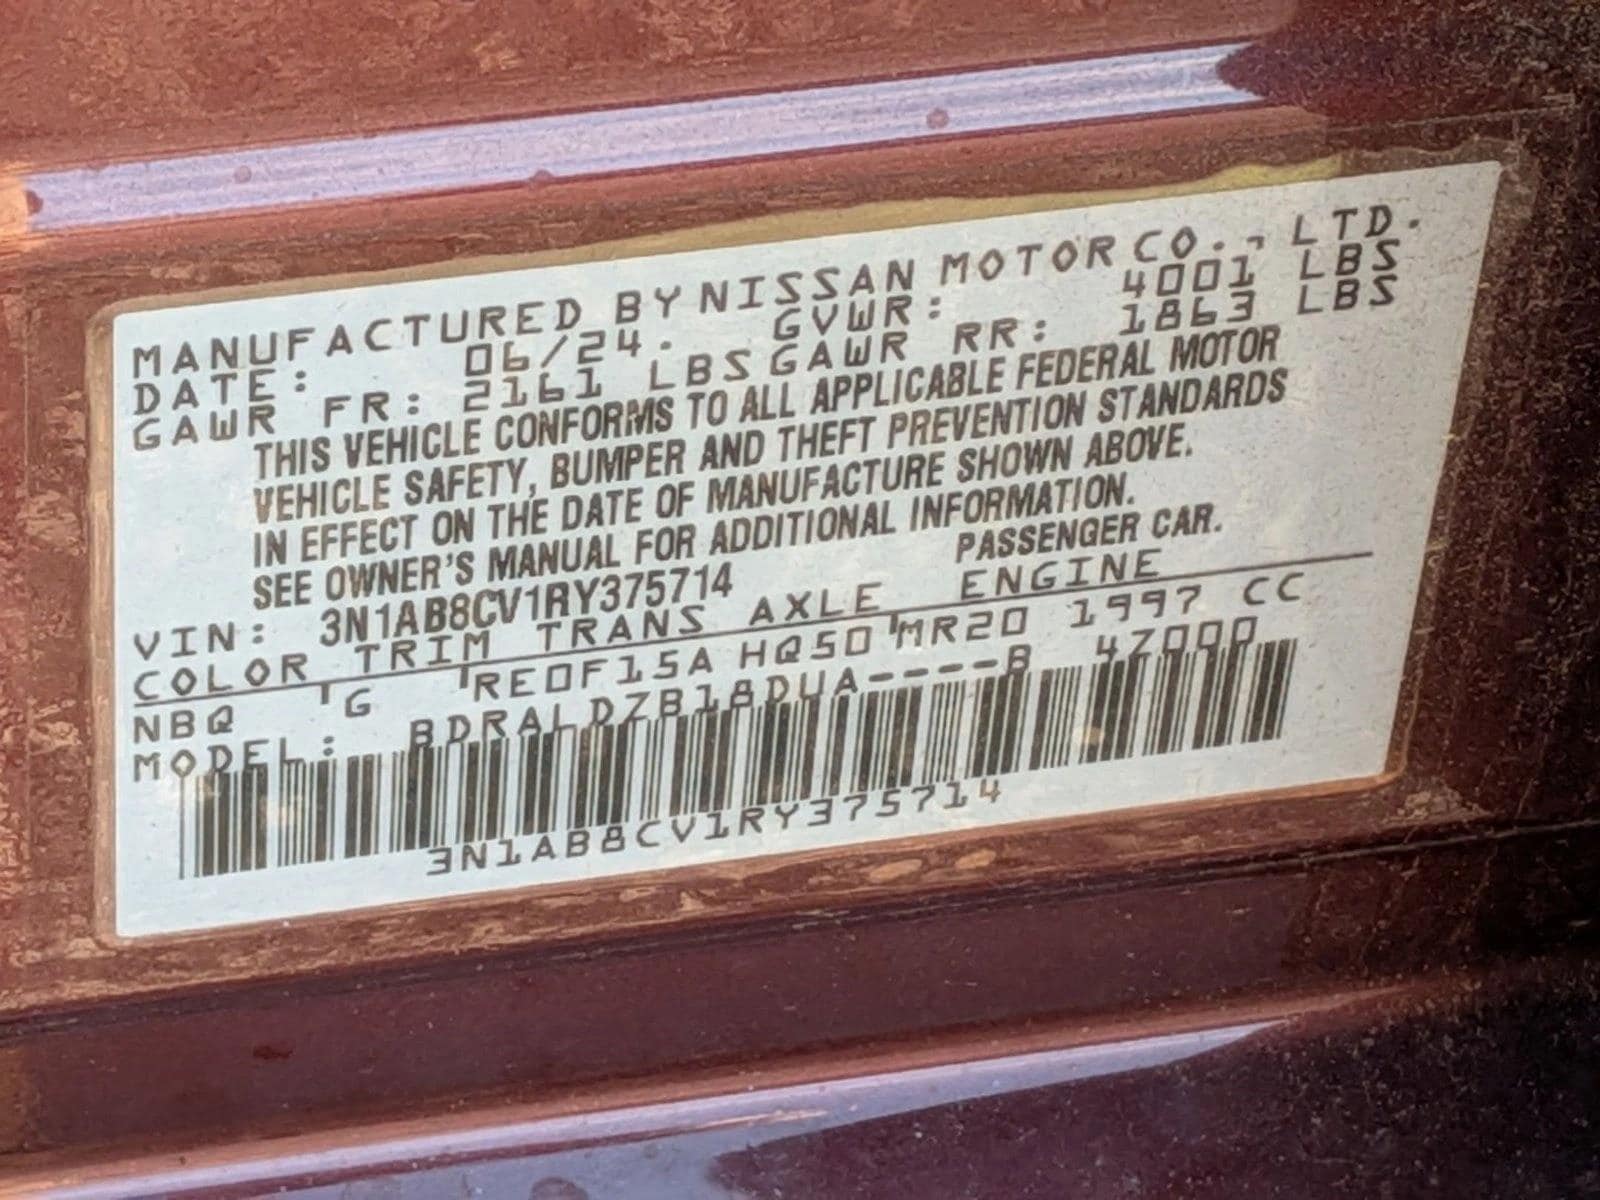 MANUFACTURED BY NISSAN MOTOR CO., LTD.
DATE: 06/24. GVWR: 4001 LBS
GAWR FR: 2161 LBS GAWR RR: 1863 LBS
THIS VEHICLE CONFORMS TO ALL APPLICABLE FEDERAL MOTOR
VEHICLE SAFETY, BUMPER AND THEFT PREVENTION STANDARDS
IN EFFECT ON THE DATE OF MANUFACTURE SHOWN ABOVE.
SEE OWNER'S MANUAL FOR ADDITIONAL INFORMATION.
VIN: 3N1AB8CV1RY375714 PASSENGER CAR.
COLOR TRIM TRANS AXLE ENGINE
NBQ G RE0F15A HQ50 MR20 1997 CC
MODEL: BDRALDZB18DUA----B 4Z000
3N1AB8CV1RY375714